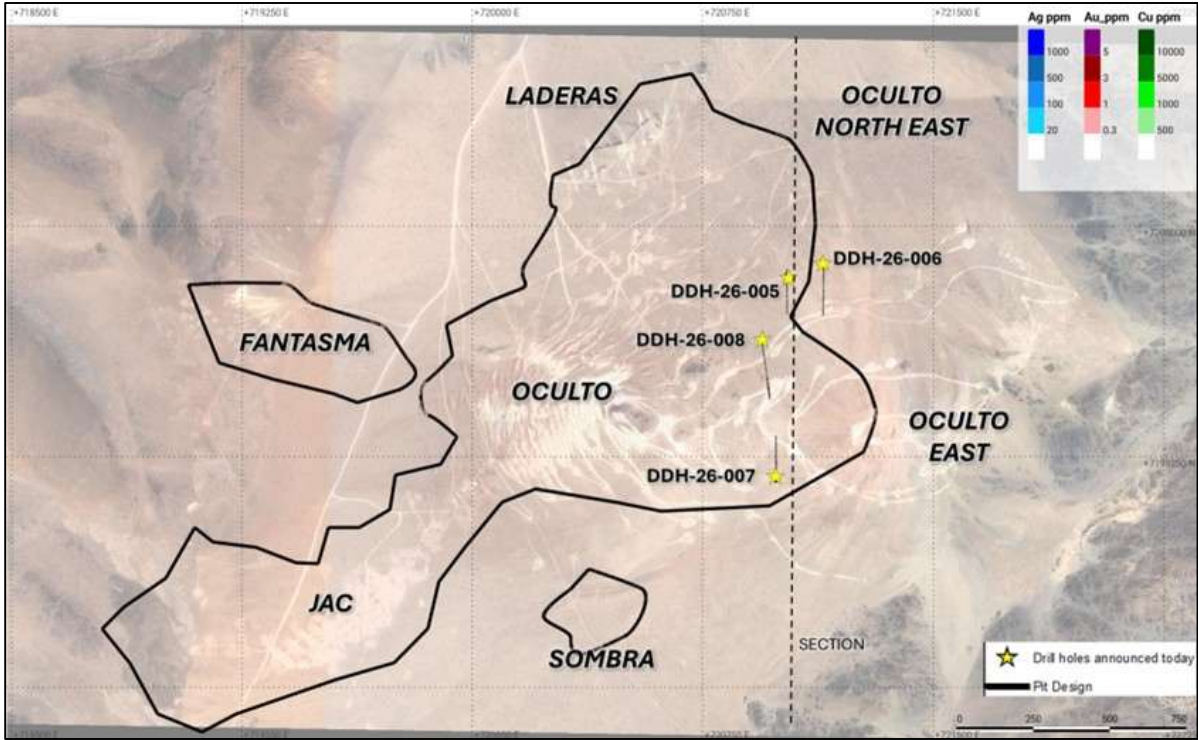 +718500 E
+719250 E
+720000 E
+720750 E
+721500 E
Ag ppm Au_ppm Cu ppm
1000 5 10000
500 3 5000
100 1 1000
20 0.3 500
LADERAS
OCULTO
NORTH EAST
DDH-26-006
DDH-26-005
DDH-26-008
FANTASMA
OCULTO
OCULTO
EAST
DDH-26-007
JAC
SOMBRA
SECTION
Drill holes announced today
Pit Design
0 250 500 750